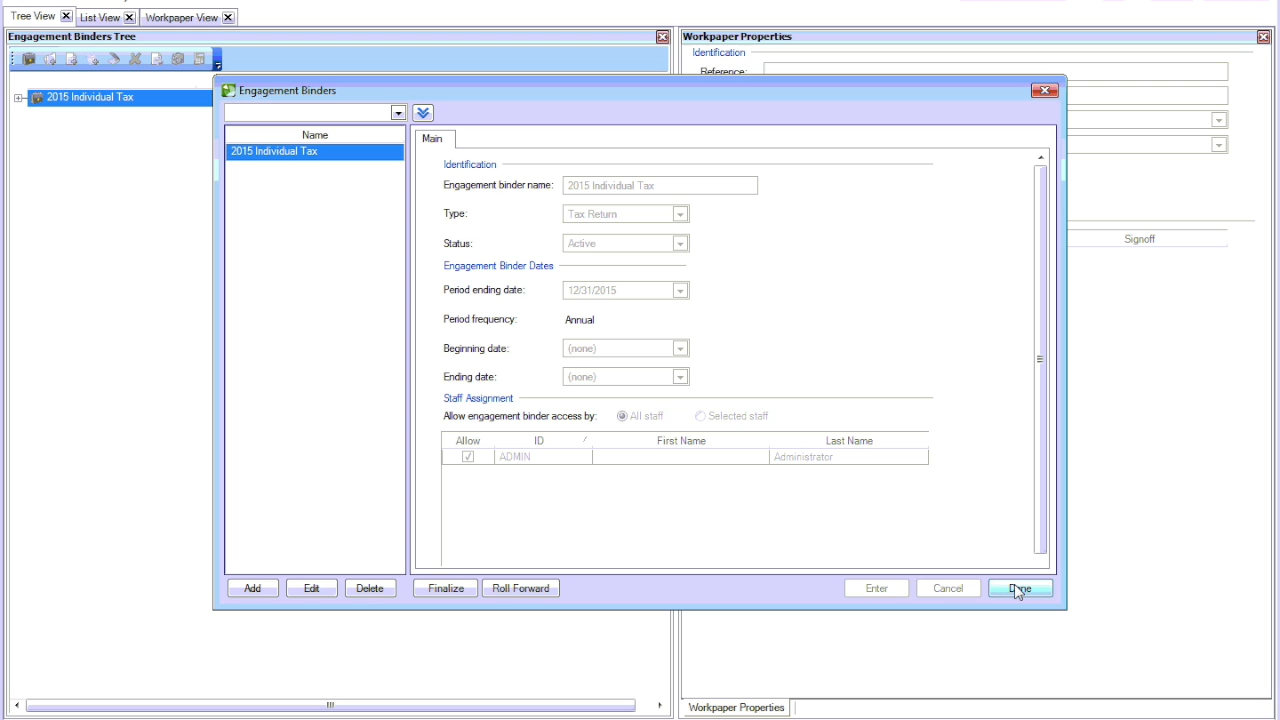 Tree View
List View
Workpaper View
Engagement Binders Tree
Workpaper Properties
Identification
Reference:
2015 Individual Tax
Engagement Binders
Name
2015 Individual Tax
Main
Identification
Engagement binder name: 2015 Individual Tax
Type: Tax Return
Status: Active
Engagement Binder Dates
Period ending date: 12/31/2015
Period frequency: Annual
Beginning date: (none)
Ending date: (none)
Staff Assignment
Allow engagement binder access by: All staff Selected staff
Allow ID First Name Last Name
ADMIN Administrator
Signoff
Add Edit Delete Finalize Roll Forward Enter Cancel Done
Workpaper Properties